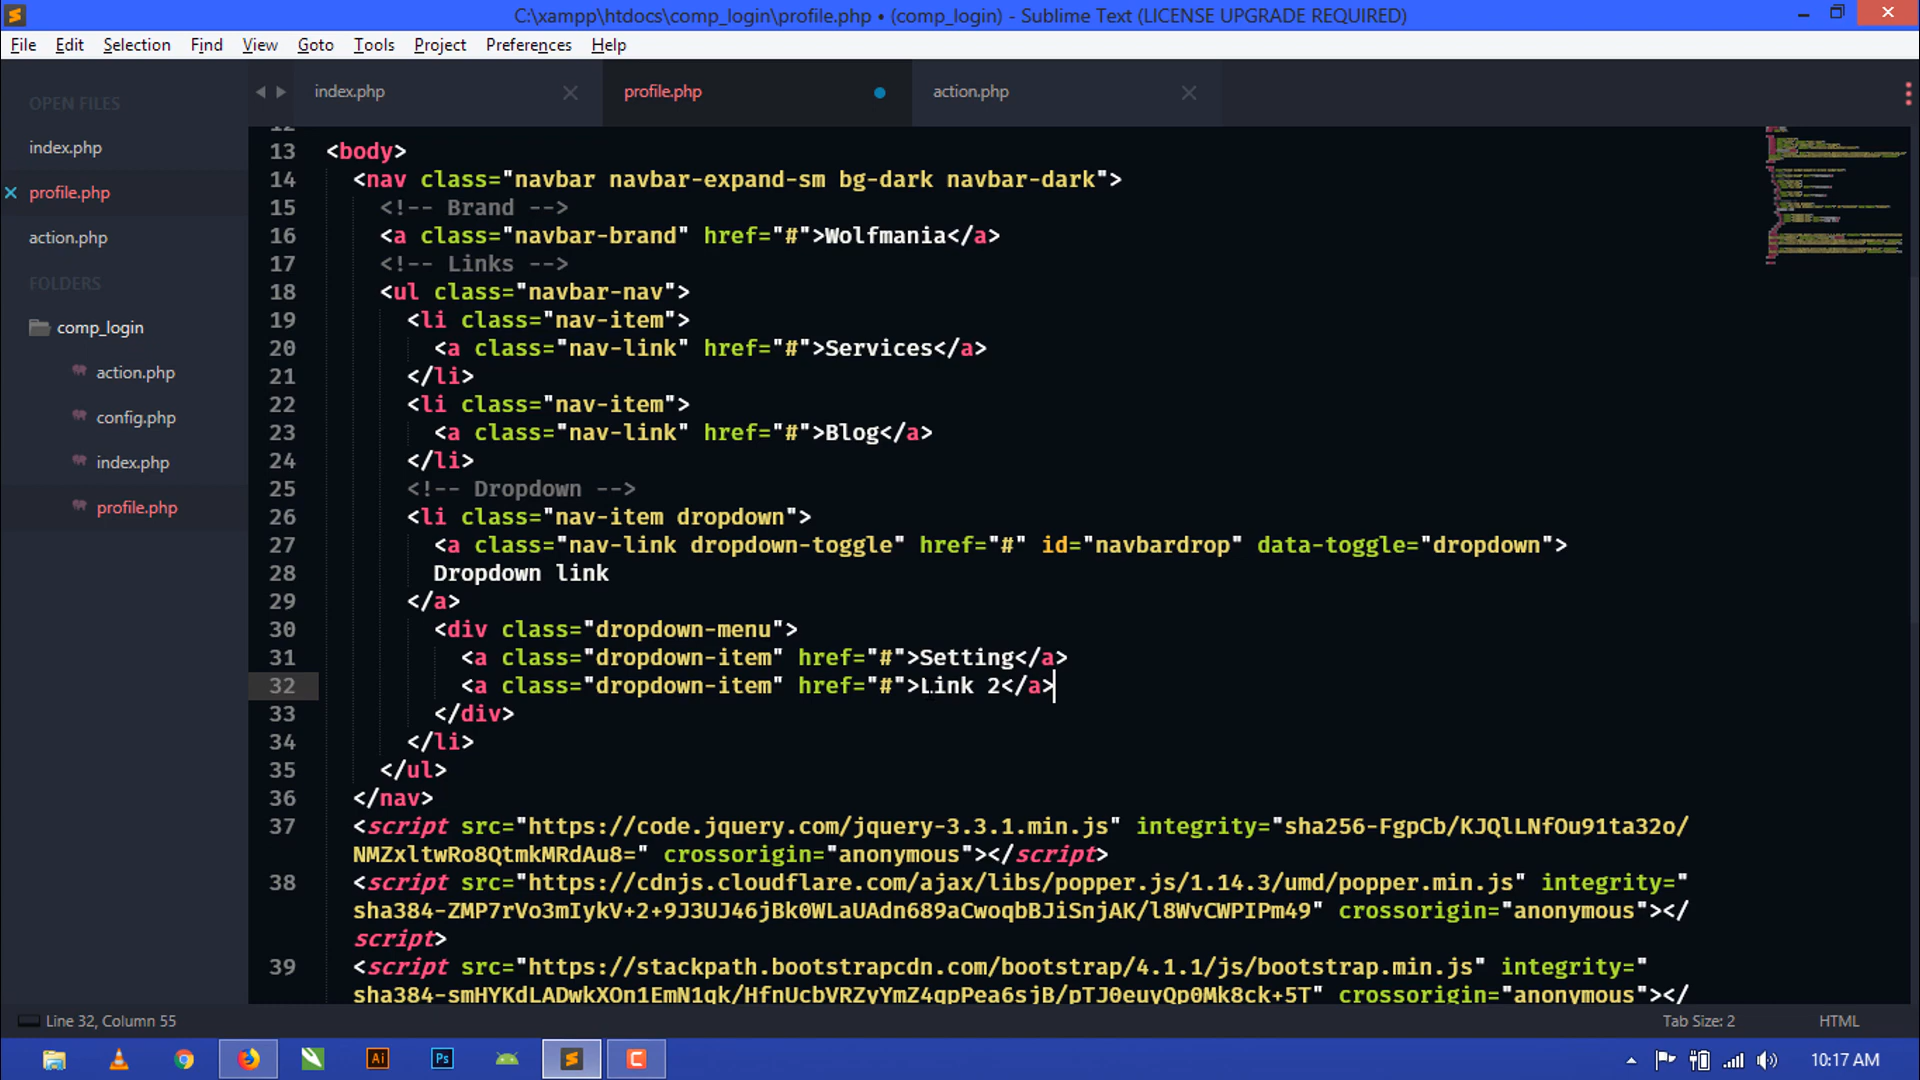 C:\xampp\htdocs\comp_login\profile.php • (comp_login) - Sublime Text (LICENSE UPGRADE REQUIRED)
File Edit Selection Find View Goto Tools Project Preferences Help
index.php profile.php action.php
OPEN FILES
index.php
profile.php
action.php
FOLDERS
comp_login
action.php
config.php
index.php
profile.php
12
13 <body>
14 <nav class="navbar navbar-expand-sm bg-dark navbar-dark">
15 <!-- Brand -->
16 <a class="navbar-brand" href="#">Wolfmania</a>
17 <!-- Links -->
18 <ul class="navbar-nav">
19 <li class="nav-item">
20 <a class="nav-link" href="#">Services</a>
21 </li>
22 <li class="nav-item">
23 <a class="nav-link" href="#">Blog</a>
24 </li>
25 <!-- Dropdown -->
26 <li class="nav-item dropdown">
27 <a class="nav-link dropdown-toggle" href="#" id="navbardrop" data-toggle="dropdown">
28 Dropdown link
29 </a>
30 <div class="dropdown-menu">
31 <a class="dropdown-item" href="#">Setting</a>
32 <a class="dropdown-item" href="#">Link 2</a>
33 </div>
34 </li>
35 </ul>
36 </nav>
37 <script src="https://code.jquery.com/jquery-3.3.1.min.js" integrity="sha256-FgpCb/KJQlLNfOu91ta32o/
NMZxltwRo8QtmkMRdAu8=" crossorigin="anonymous"></script>
38 <script src="https://cdnjs.cloudflare.com/ajax/libs/popper.js/1.14.3/umd/popper.min.js" integrity="
sha384-ZMP7rVo3mIykV+2+9J3UJ46jBk0WLaUAdn689aCwoqbBJiSnjAK/l8WvCWPIPm49" crossorigin="anonymous"></
script>
39 <script src="https://stackpath.bootstrapcdn.com/bootstrap/4.1.1/js/bootstrap.min.js" integrity="
sha384-smHYKdLADwkXOn1EmN1qk/HfnUcbVRZyYmZ4qpPea6sjB/pTJ0euyQp0Mk8ck+5T" crossorigin="anonymous"></
Line 32, Column 55
Tab Size: 2 HTML
Ai Ps C
10:17 AM